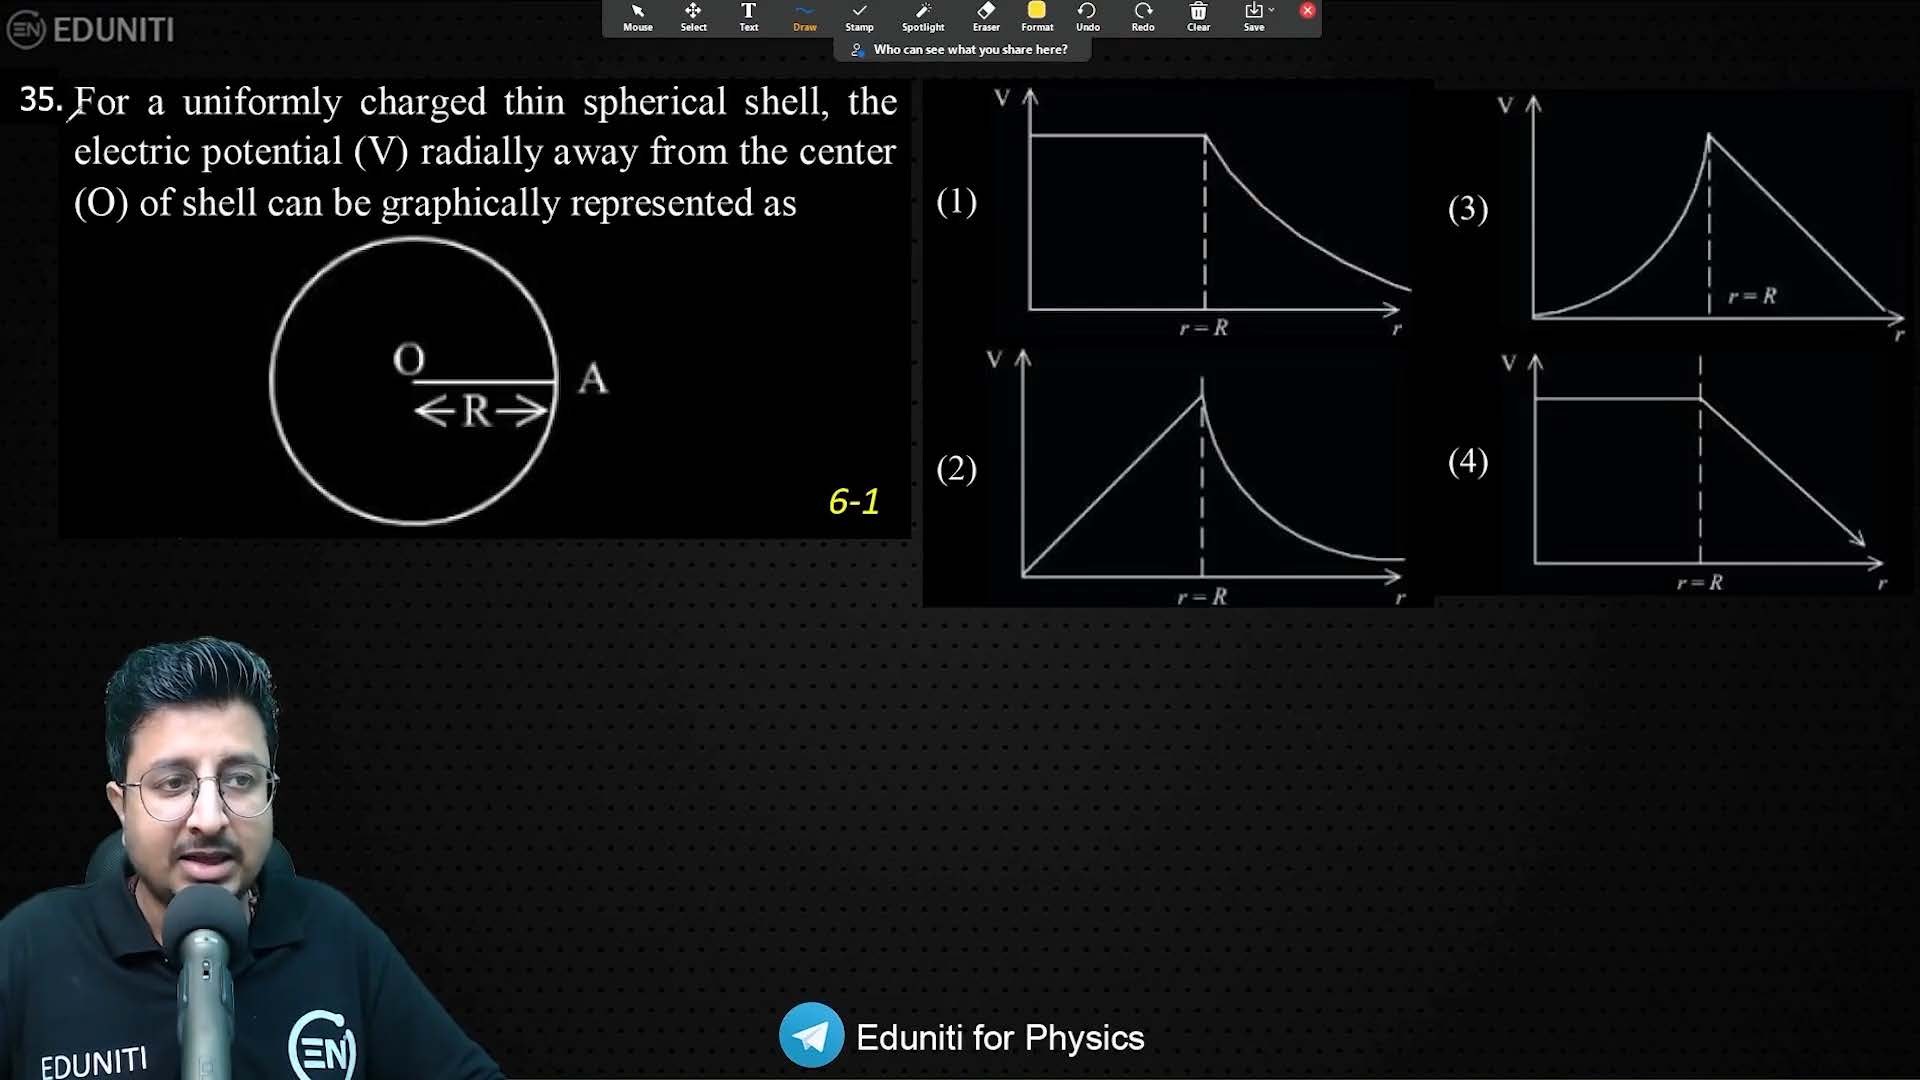 EN EDUNITI
Mouse Select Text Draw Stamp Spotlight Eraser Format Undo Redo Clear Save
Who can see what you share here?
35. For a uniformly charged thin spherical shell, the
electric potential (V) radially away from the center
(O) of shell can be graphically represented as
O
R
A
6-1
(1)
V
r = R
r
(2)
V
r = R
r
(3)
V
r = R
r
(4)
V
r = R
r
EDUNITI
EN
Eduniti for Physics